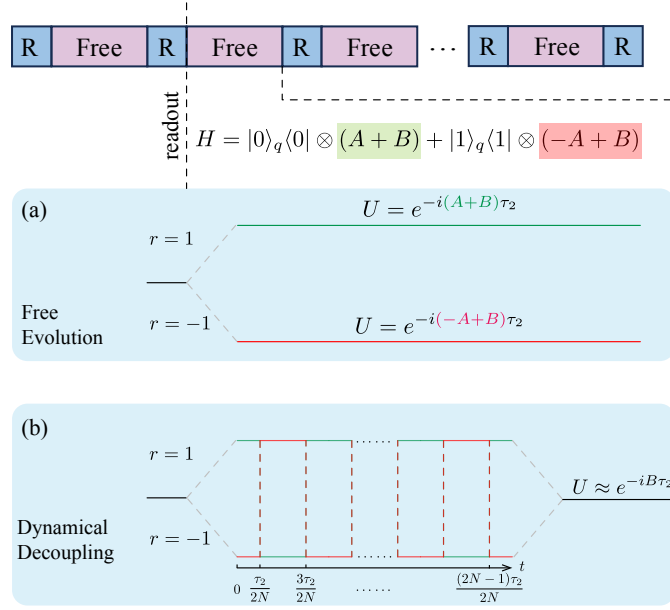 R Free R Free R Free ··· R Free R
readout
H = |0⟩_q⟨0| ⊗ (A + B) + |1⟩_q⟨1| ⊗ (−A + B)
(a)
U = e^{−i(A+B)τ_2}
r = 1
Free
Evolution
r = −1
U = e^{−i(−A+B)τ_2}
(b)
r = 1
······
U ≈ e^{−iBτ_2}
Dynamical
Decoupling
r = −1
······
t
0 τ_2/2N 3τ_2/2N ······ (2N − 1)τ_2/2N